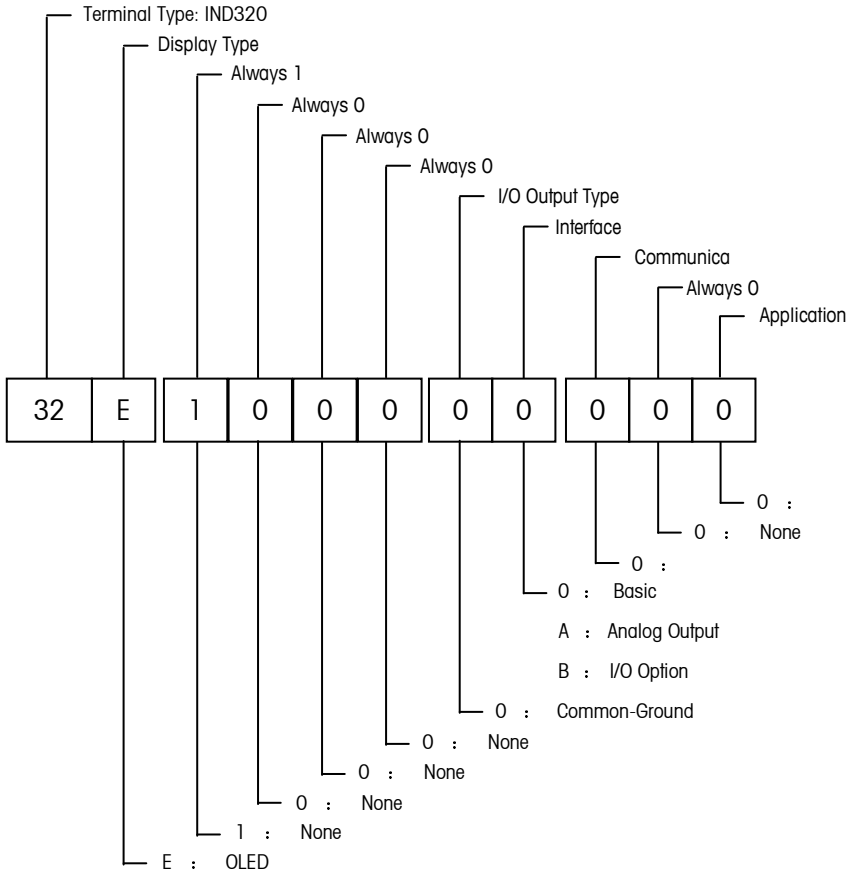 Terminal Type: IND320
Display Type
Always 1
Always 0
Always 0
Always 0
I/O Output Type
Interface
Communica
Always 0
Application
32 E 1 0 0 0 0 0 0 0 0
0 :
0 : None
0 :
0 : Basic
A : Analog Output
B : I/O Option
0 : Common-Ground
0 : None
0 : None
0 : None
1 : None
E : OLED